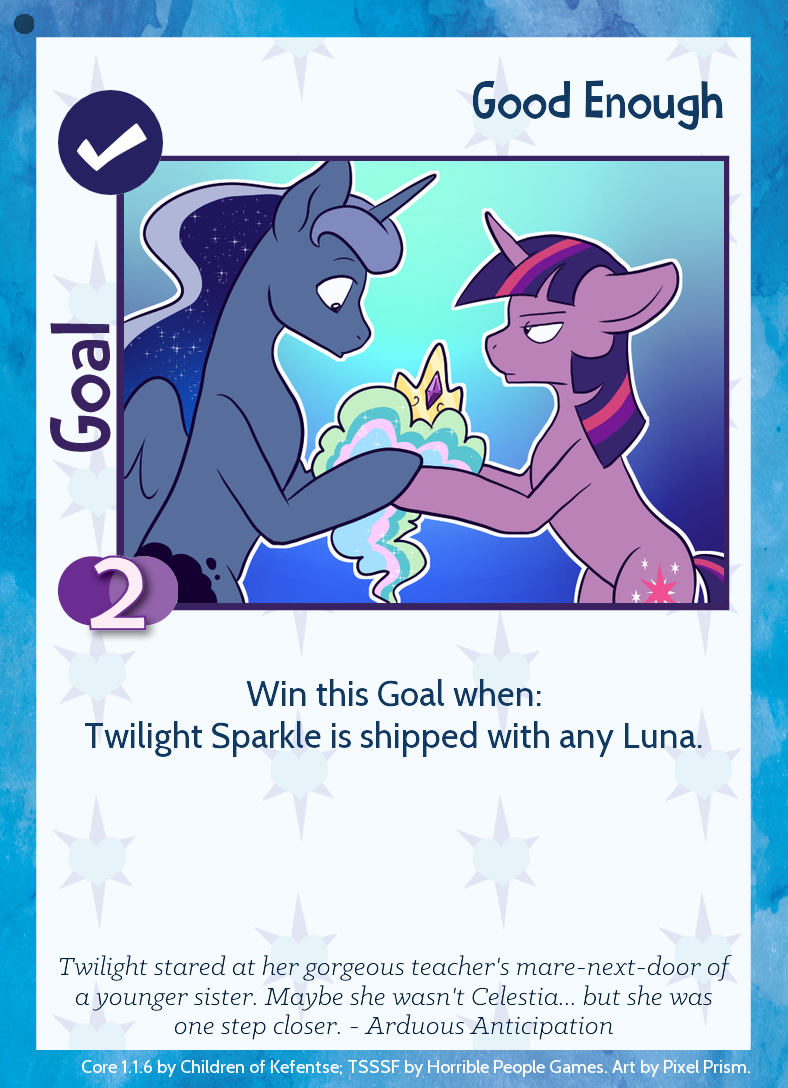 Good Enough
Goal
2
Win this Goal when:
Twilight Sparkle is shipped with any Luna.
Twilight stared at her gorgeous teacher's mare-next-door of
a younger sister. Maybe she wasn't Celestia... but she was
one step closer. - Arduous Anticipation
Core 1.1.6 by Children of Kefentse; TSSSF by Horrible People Games. Art by Pixel Prism.